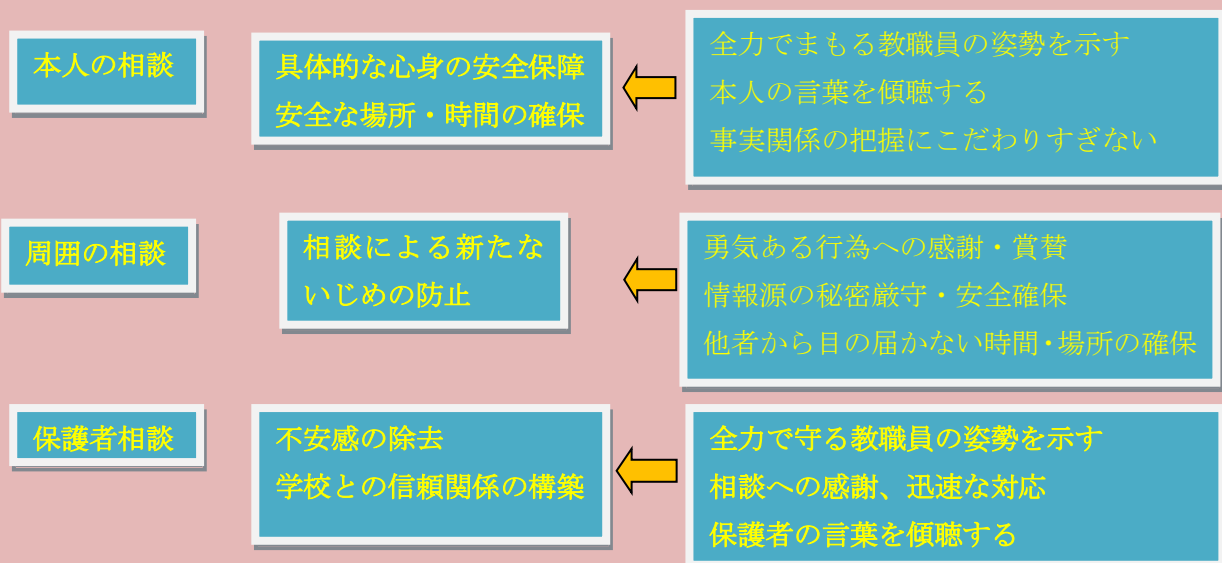 本人の相談
具体的な心身の安全保障
安全な場所・時間の確保
全力でまもる教職員の姿勢を示す
本人の言葉を傾聴する
事実関係の把握にこだわりすぎない
周囲の相談
相談による新たな
いじめの防止
勇気ある行為への感謝・賞賛
情報源の秘密厳守・安全確保
他者から目の届かない時間・場所の確保
保護者相談
不安感の除去
学校との信頼関係の構築
全力で守る教職員の姿勢を示す
相談への感謝、迅速な対応
保護者の言葉を傾聴する